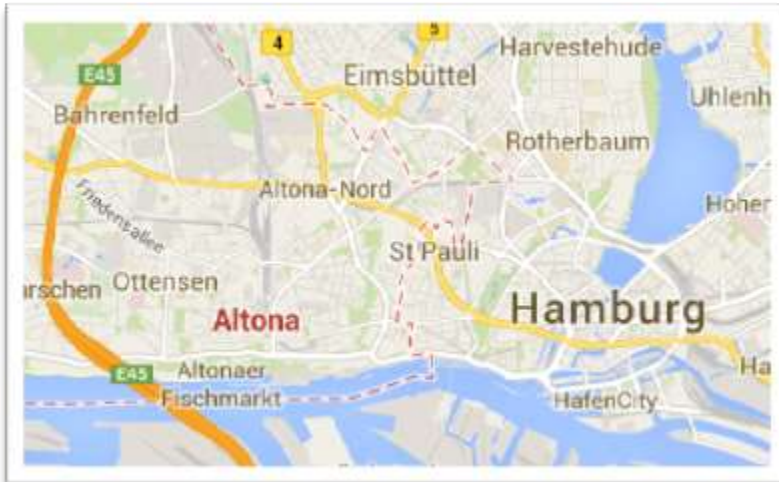 4
5
Harvestehude
E45
Eimsbüttel
Uhlenh
Bahrenfeld
Rotherbaum
Altona-Nord
Friedensallee
Hoher
St Pauli
Ottensen
rschen
Altona
Hamburg
E45
Altonaer
Fischmarkt
Ha
HafenCity